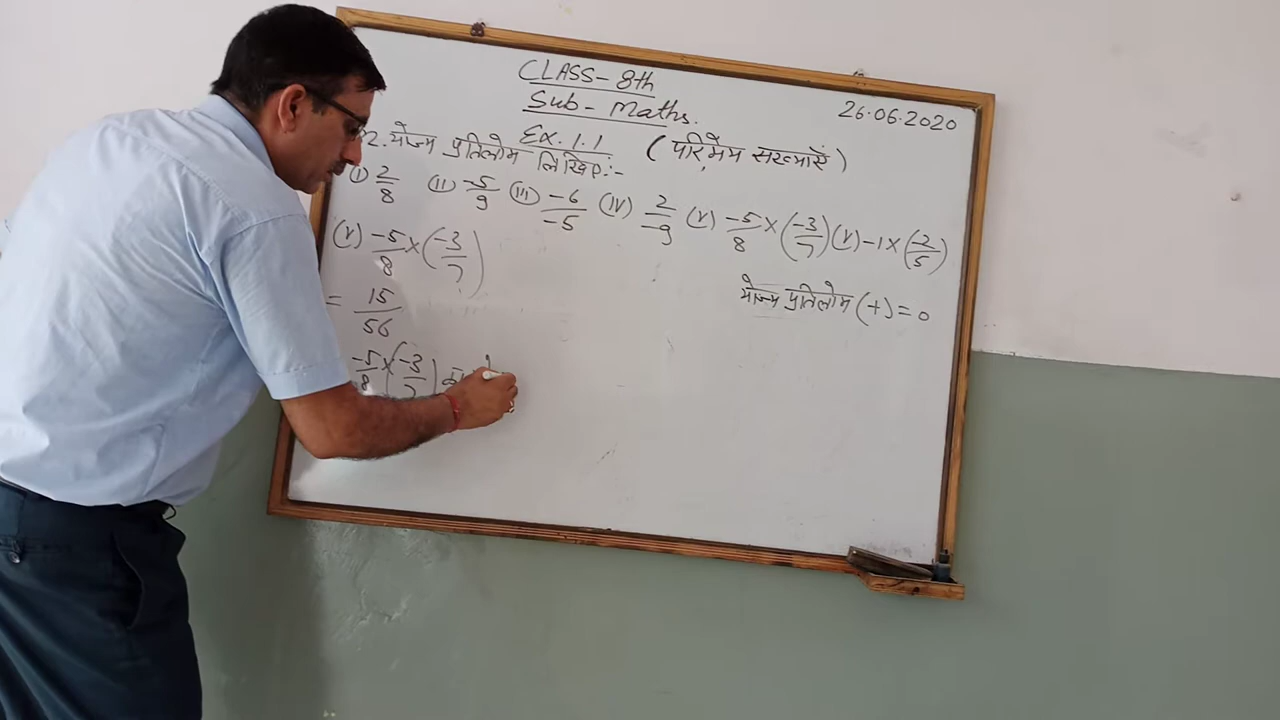 CLASS-8th
Sub-Maths.
26.06.2020
Ex.1.1 (परिमेय सख्याऐं)
2.योज्य प्रतिलोम लिखिए:-
(i) 2/8 (ii) -5/9 (iii) -6/-5 (iv) 2/-9 (v) -5/8 × (-3/7) (v) -1 × (2/5)
(v) -5/8 × (-3/7)
योज्य प्रतिलोम (+) = 0
= 15/56
-5/8 × (-3/7)